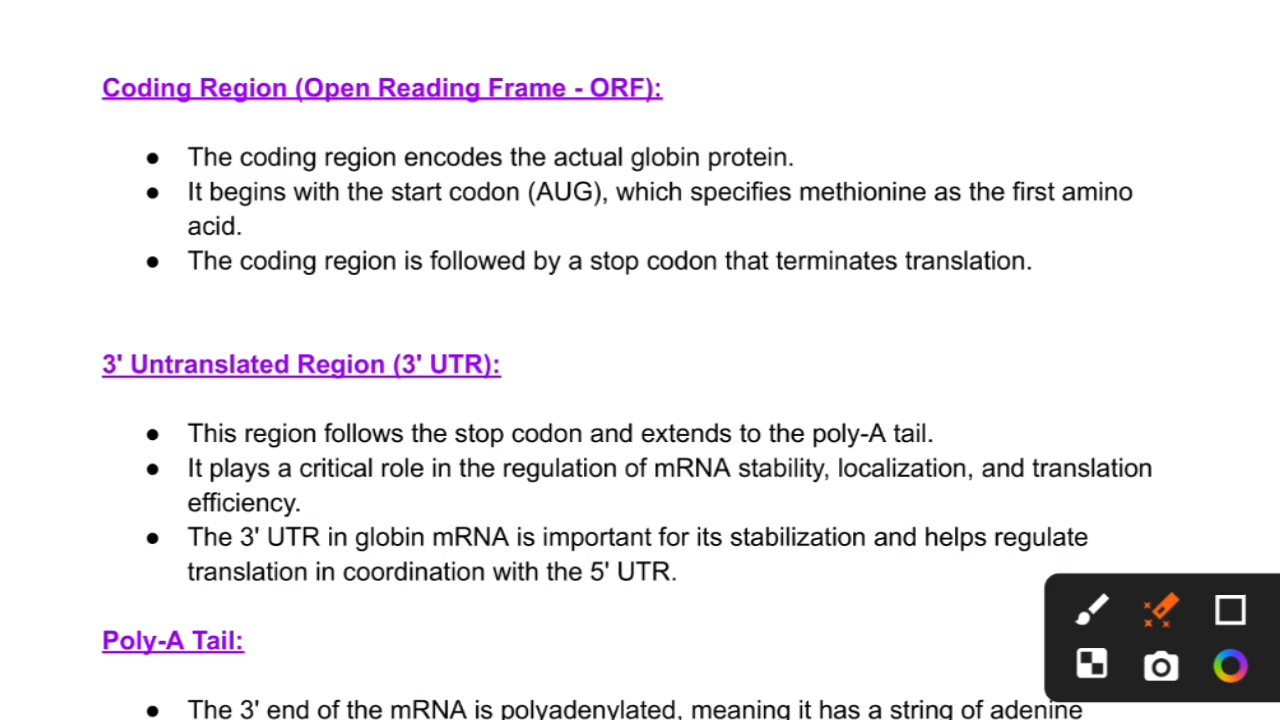 Coding Region (Open Reading Frame - ORF):
● The coding region encodes the actual globin protein.
● It begins with the start codon (AUG), which specifies methionine as the first amino
acid.
● The coding region is followed by a stop codon that terminates translation.
3' Untranslated Region (3' UTR):
● This region follows the stop codon and extends to the poly-A tail.
● It plays a critical role in the regulation of mRNA stability, localization, and translation
efficiency.
● The 3' UTR in globin mRNA is important for its stabilization and helps regulate
translation in coordination with the 5' UTR.
Poly-A Tail:
● The 3' end of the mRNA is polyadenylated, meaning it has a string of adenine